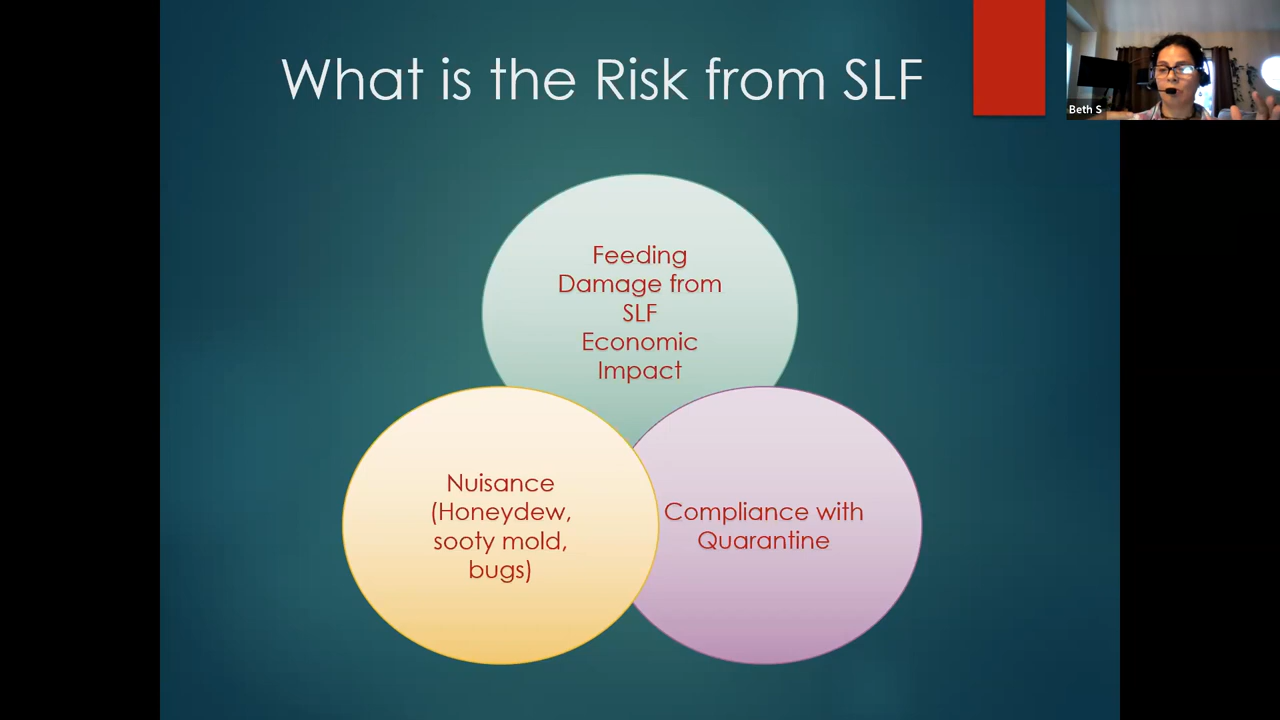 What is the Risk from SLF
Beth S
Feeding
Damage from
SLF
Economic
Impact
Nuisance
(Honeydew,
sooty mold,
bugs)
Compliance with
Quarantine